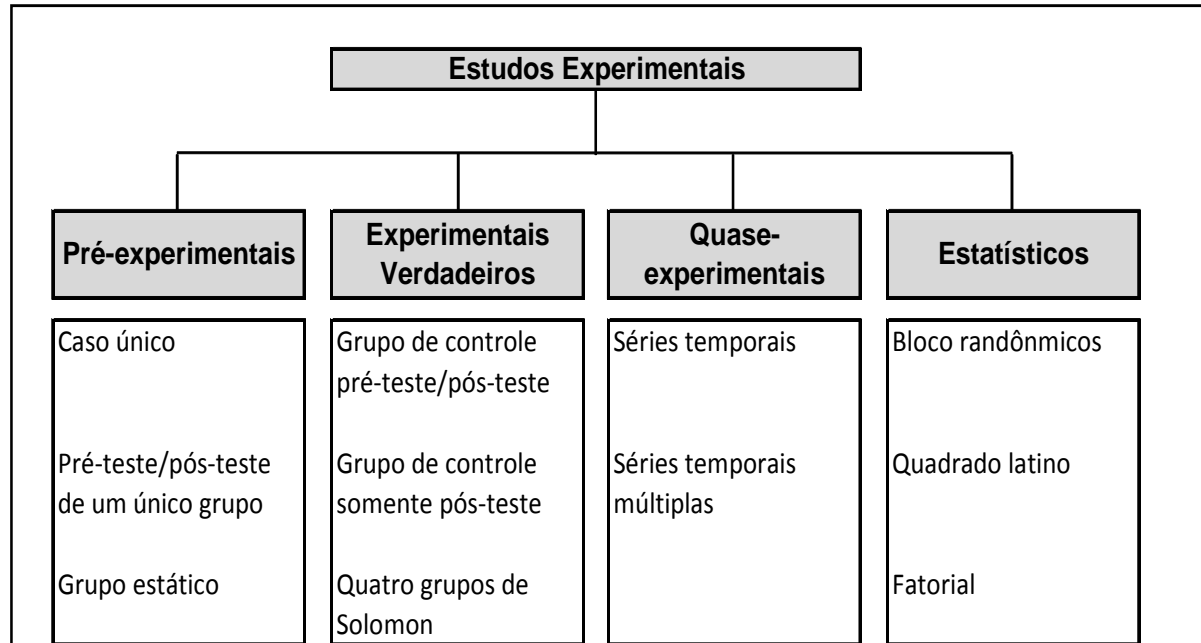 Estudos Experimentais
Pré-experimentais
Experimentais
Verdadeiros
Quase-
experimentais
Estatísticos
Caso único
Pré-teste/pós-teste
de um único grupo
Grupo estático
Grupo de controle
pré-teste/pós-teste
Grupo de controle
somente pós-teste
Quatro grupos de
Solomon
Séries temporais
Séries temporais
múltiplas
Bloco randônmicos
Quadrado latino
Fatorial